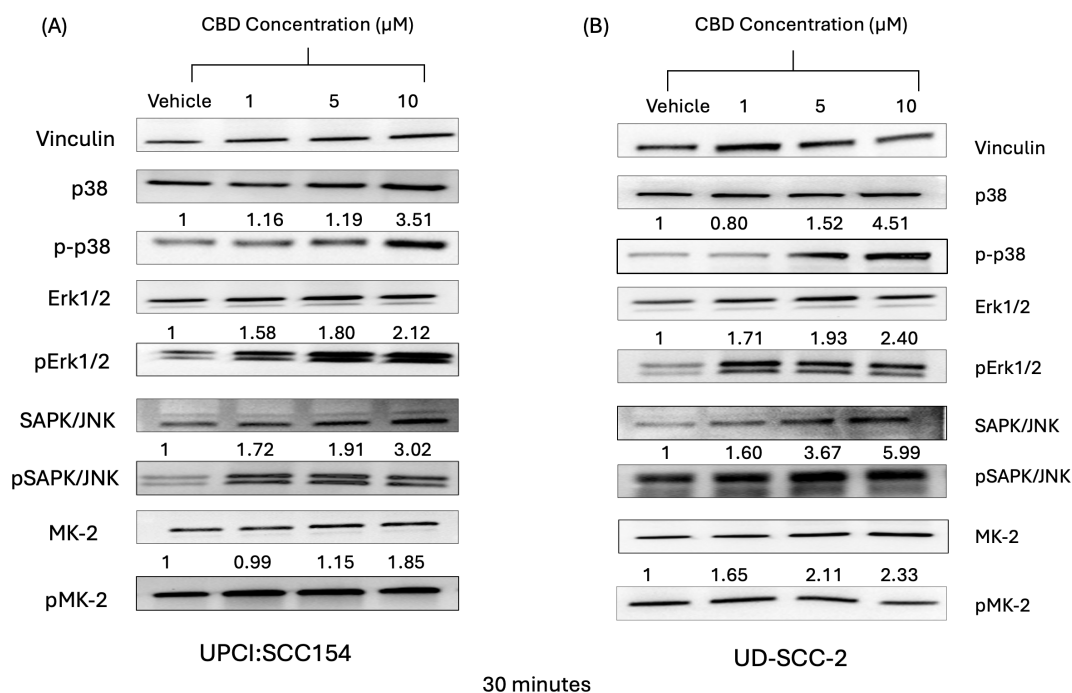 (A)
CBD Concentration (µM)
Vehicle 1 5 10
Vinculin
p38
1 1.16 1.19 3.51
p-p38
Erk1/2
1 1.58 1.80 2.12
pErk1/2
SAPK/JNK
1 1.72 1.91 3.02
pSAPK/JNK
MK-2
1 0.99 1.15 1.85
pMK-2
UPCI:SCC154
(B)
CBD Concentration (µM)
Vehicle 1 5 10
Vinculin
p38
1 0.80 1.52 4.51
p-p38
Erk1/2
1 1.71 1.93 2.40
pErk1/2
SAPK/JNK
1 1.60 3.67 5.99
pSAPK/JNK
MK-2
1 1.65 2.11 2.33
pMK-2
UD-SCC-2
30 minutes